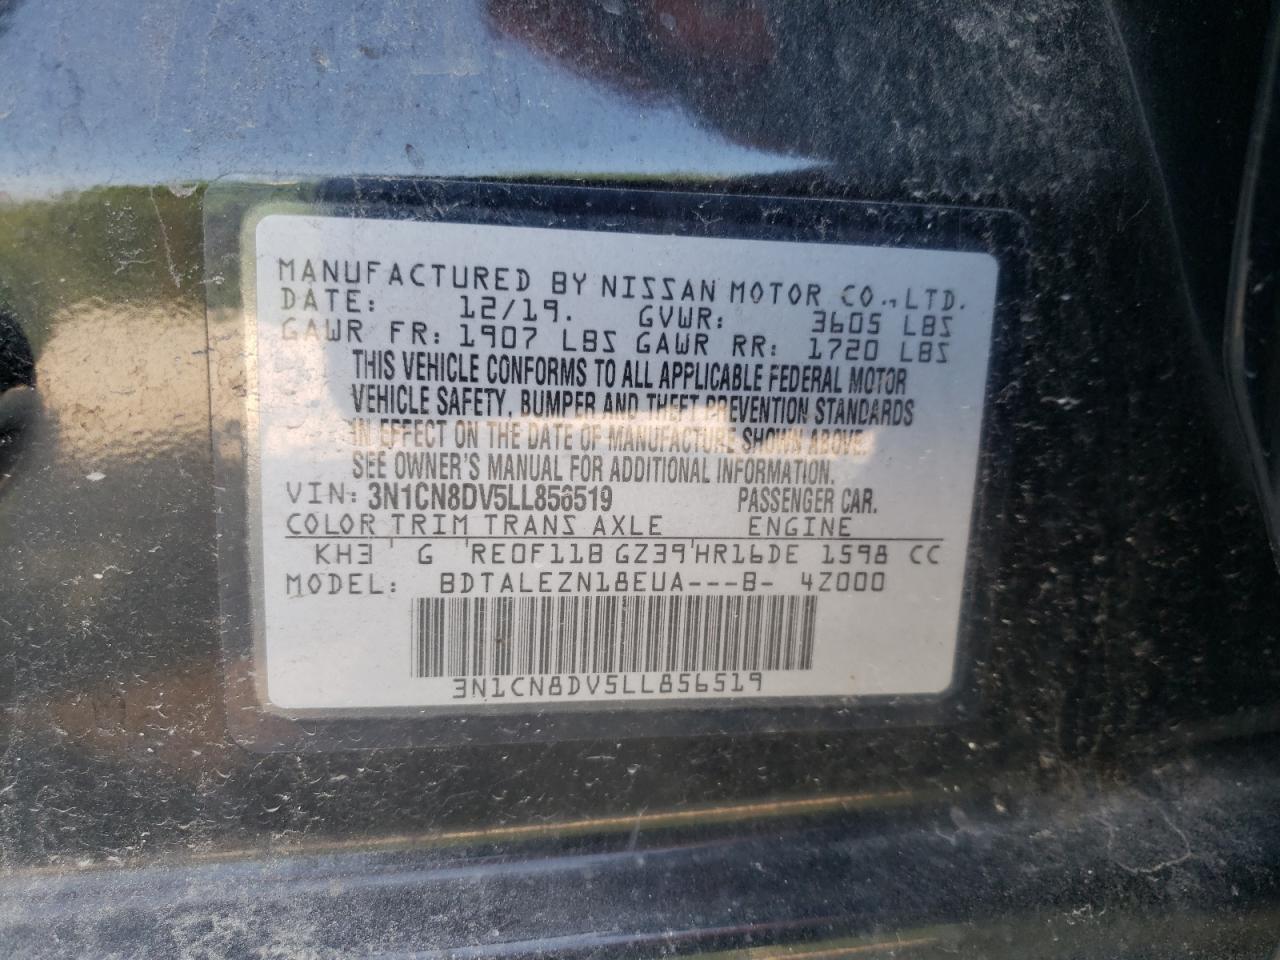 MANUFACTURED BY NISSAN MOTOR CO., LTD.
DATE: 12/19. GVWR: 3605 LBS
GAWR FR: 1907 LBS GAWR RR: 1720 LBS
THIS VEHICLE CONFORMS TO ALL APPLICABLE FEDERAL MOTOR
VEHICLE SAFETY, BUMPER AND THEFT PREVENTION STANDARDS
IN EFFECT ON THE DATE OF MANUFACTURE SHOWN ABOVE.
SEE OWNER'S MANUAL FOR ADDITIONAL INFORMATION.
VIN: 3N1CN8DV5LL856519 PASSENGER CAR.
COLOR TRIM TRANS AXLE ENGINE
KH3 ' G 'RE0F11B GZ39'HR16DE 1598 CC
MODEL: BDTALEZN18EUA---B- 4Z000
3N1CN8DV5LL856519